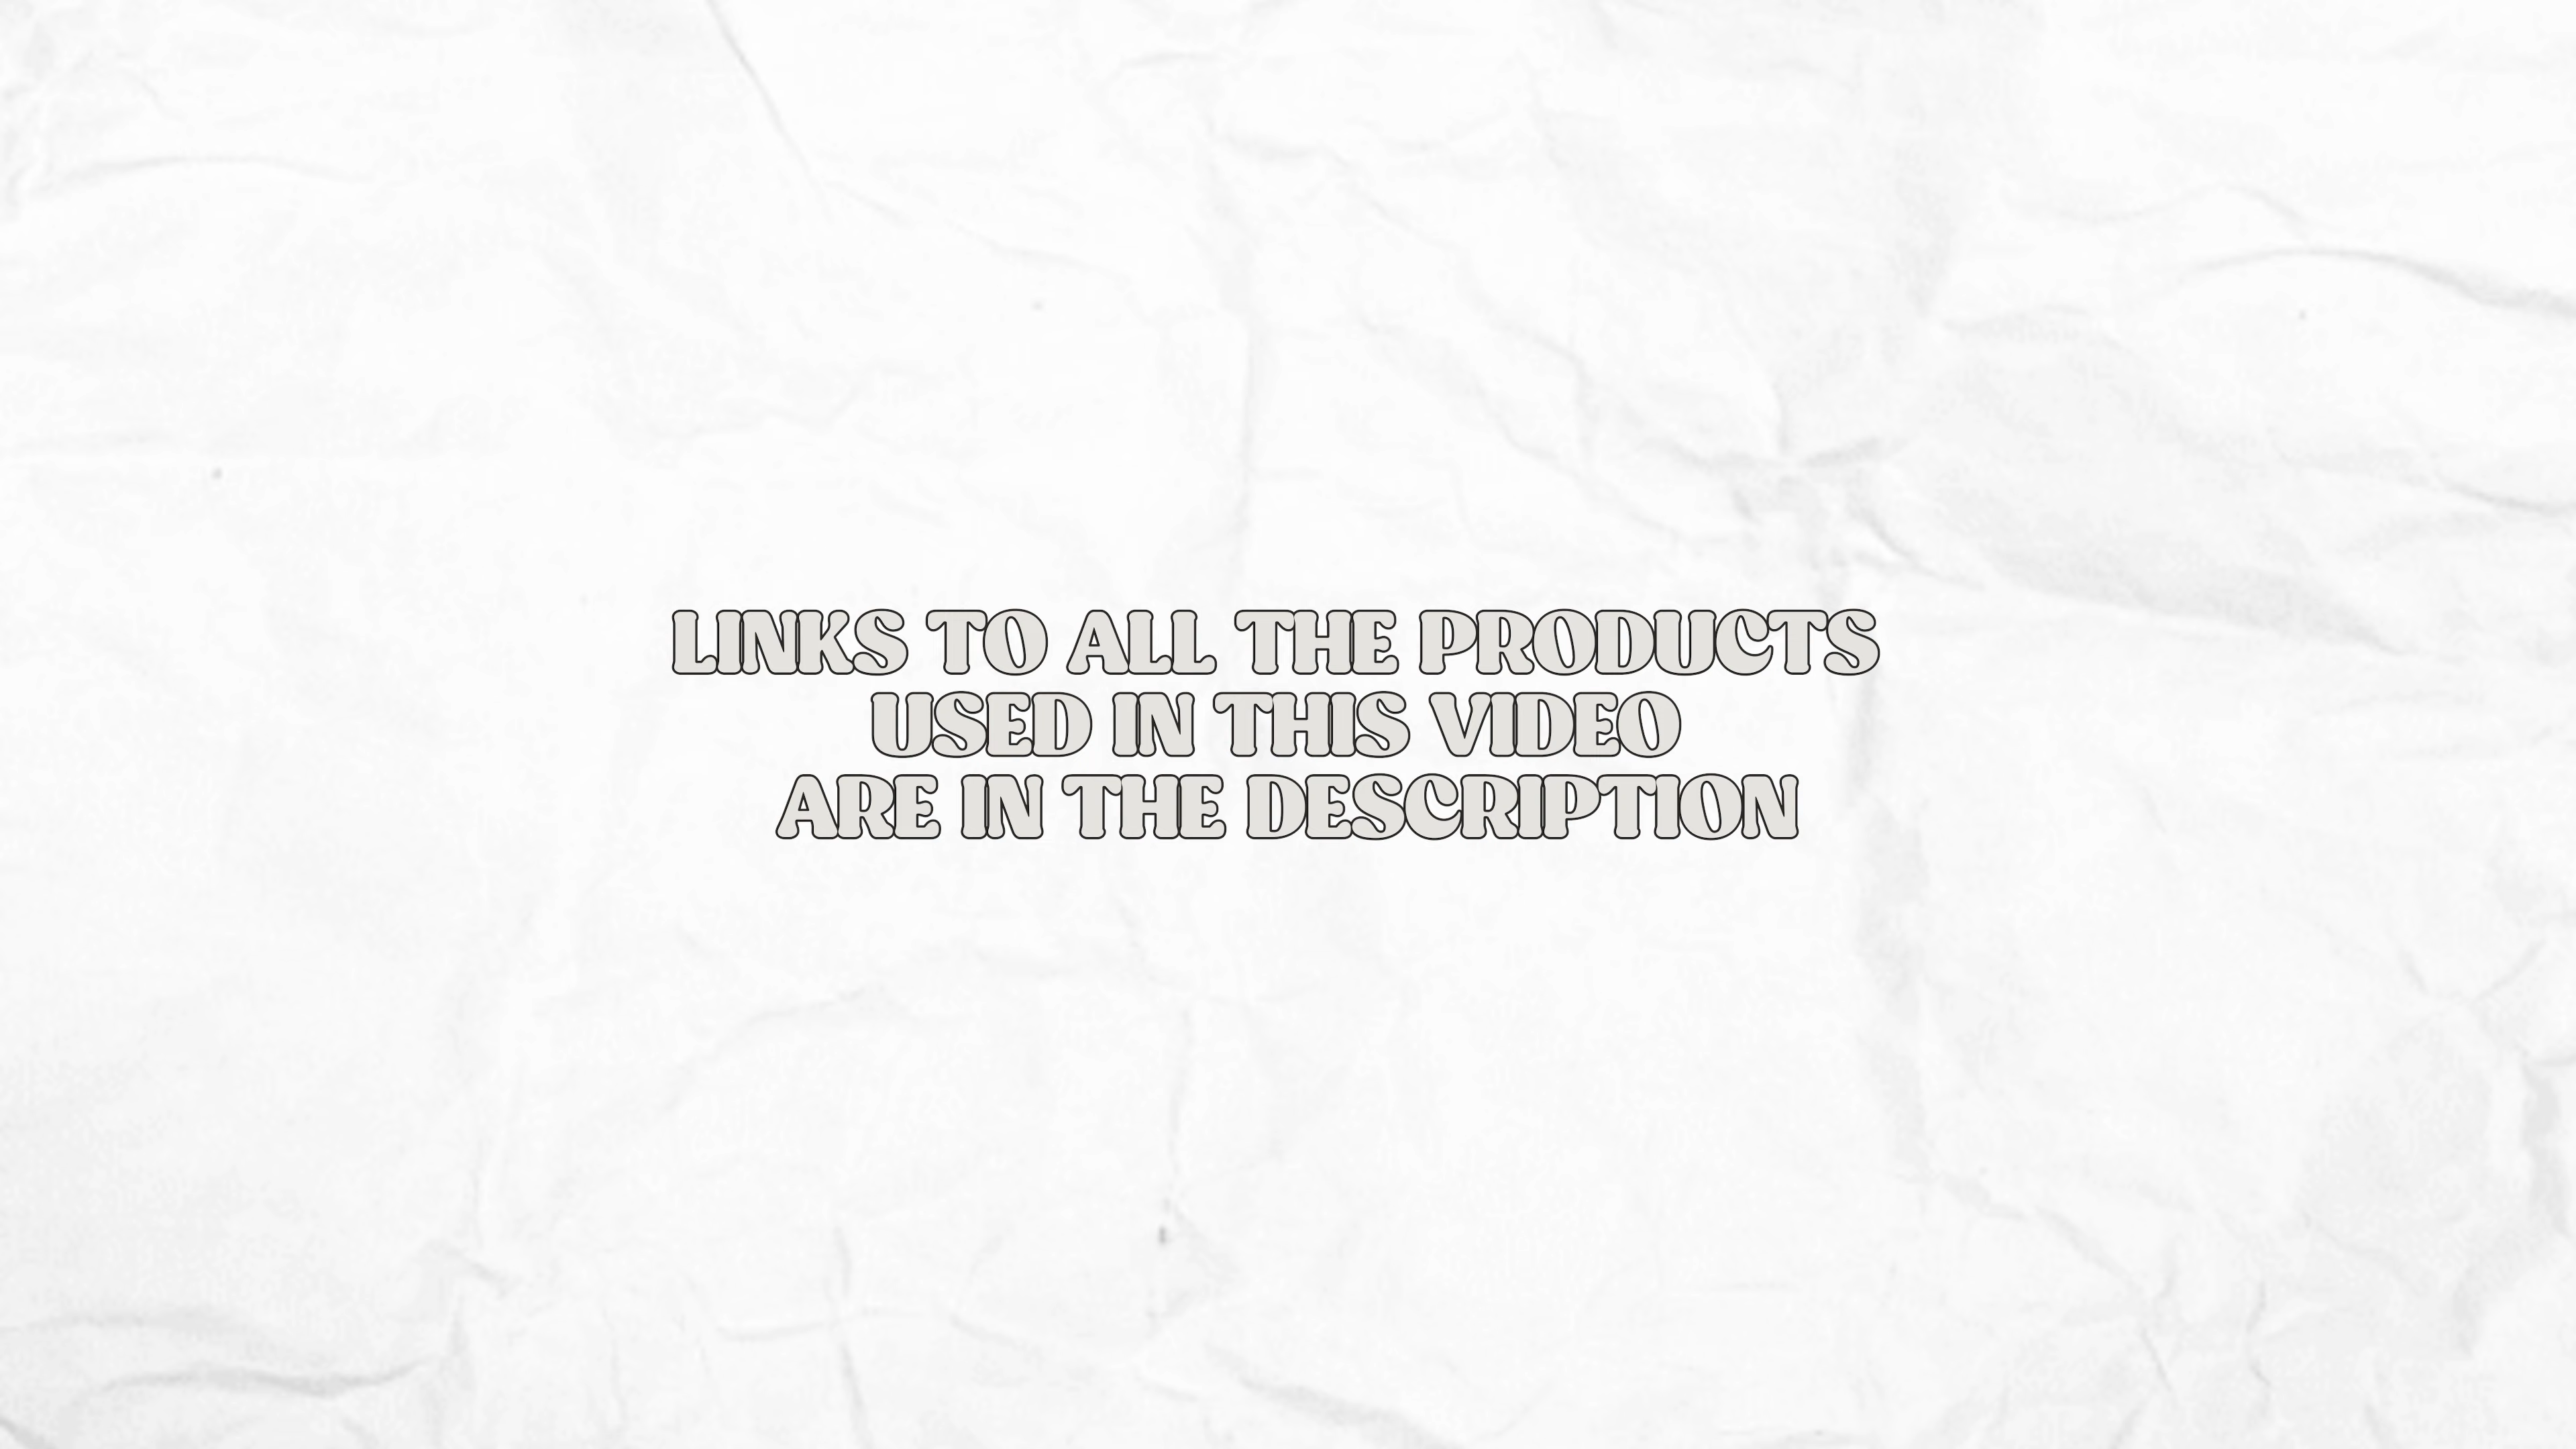 LINKS TO ALL THE PRODUCTS
USED IN THIS VIDEO
ARE IN THE DESCRIPTION